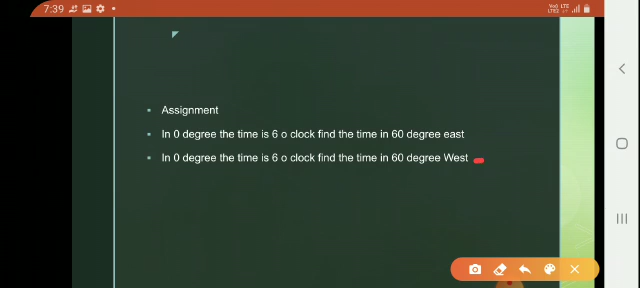 7:39
Assignment
In 0 degree the time is 6 o clock find the time in 60 degree east
In 0 degree the time is 6 o clock find the time in 60 degree West